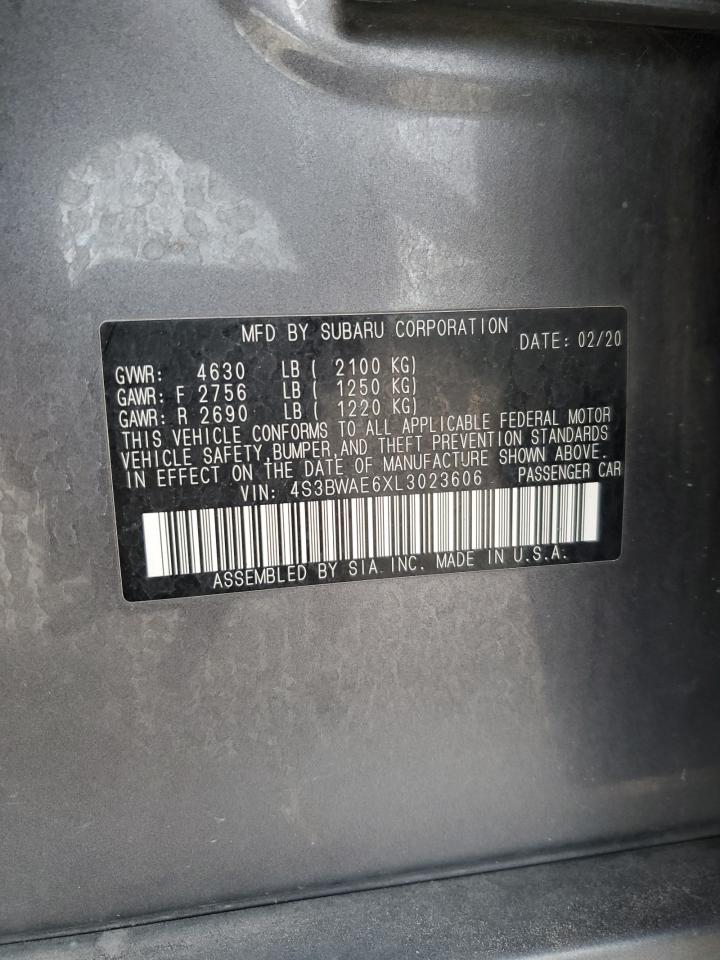 MFD BY SUBARU CORPORATION DATE: 02/20
GVWR: 4630 LB ( 2100 KG)
GAWR: F 2756 LB ( 1250 KG)
GAWR: R 2690 LB ( 1220 KG)
THIS VEHICLE CONFORMS TO ALL APPLICABLE FEDERAL MOTOR
VEHICLE SAFETY, BUMPER, AND THEFT PREVENTION STANDARDS
IN EFFECT ON THE DATE OF MANUFACTURE SHOWN ABOVE.
VIN: 4S3BWAE6XL3023606 PASSENGER CAR
ASSEMBLED BY SIA INC. MADE IN U.S.A.